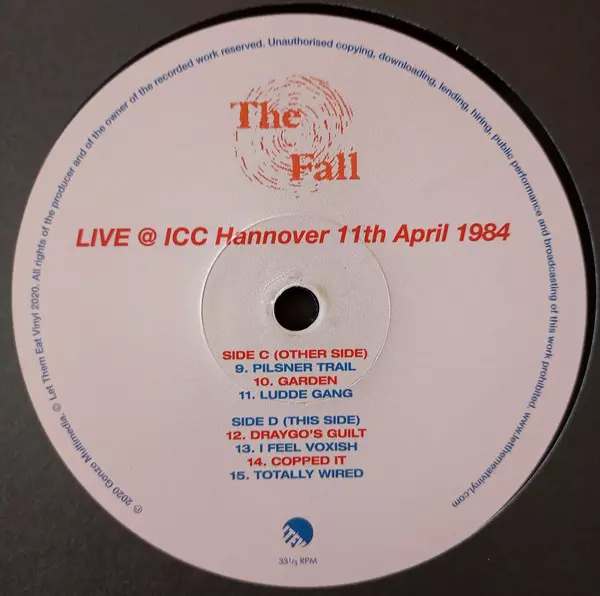 The
Fall
LIVE @ ICC Hannover 11th April 1984
SIDE C (OTHER SIDE)
9. PILSNER TRAIL
10. GARDEN
11. LUDDE GANG
SIDE D (THIS SIDE)
12. DRAYGO'S GUILT
13. I FEEL VOXISH
14. COPPED IT
15. TOTALLY WIRED
LTEV
33⅓ RPM
℗ 2020 Gonzo Multimedia. © Let Them Eat Vinyl 2020. All rights of the producer and of the owner of the recorded work reserved. Unauthorised copying, downloading, lending, hiring, public performance and broadcasting of this work prohibited. www.letthemeatvinyl.com